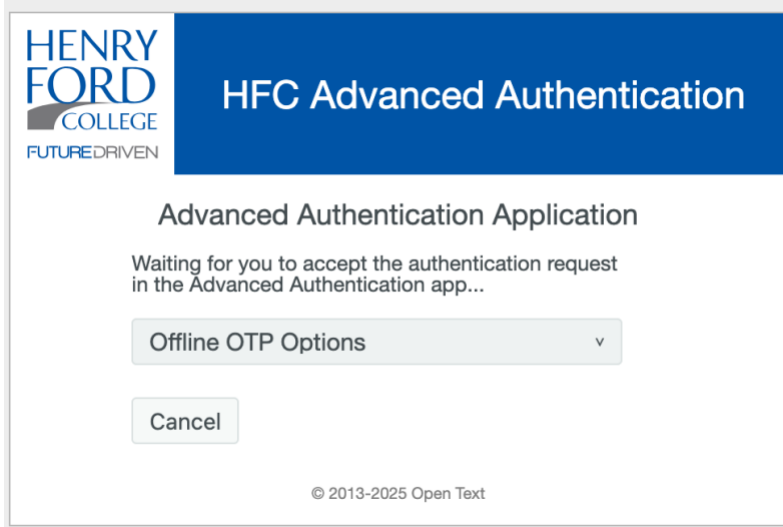 HENRY
FORD
COLLEGE
FUTUREDRIVEN
HFC Advanced Authentication
Advanced Authentication Application
Waiting for you to accept the authentication request
in the Advanced Authentication app...
Offline OTP Options
Cancel
© 2013-2025 Open Text